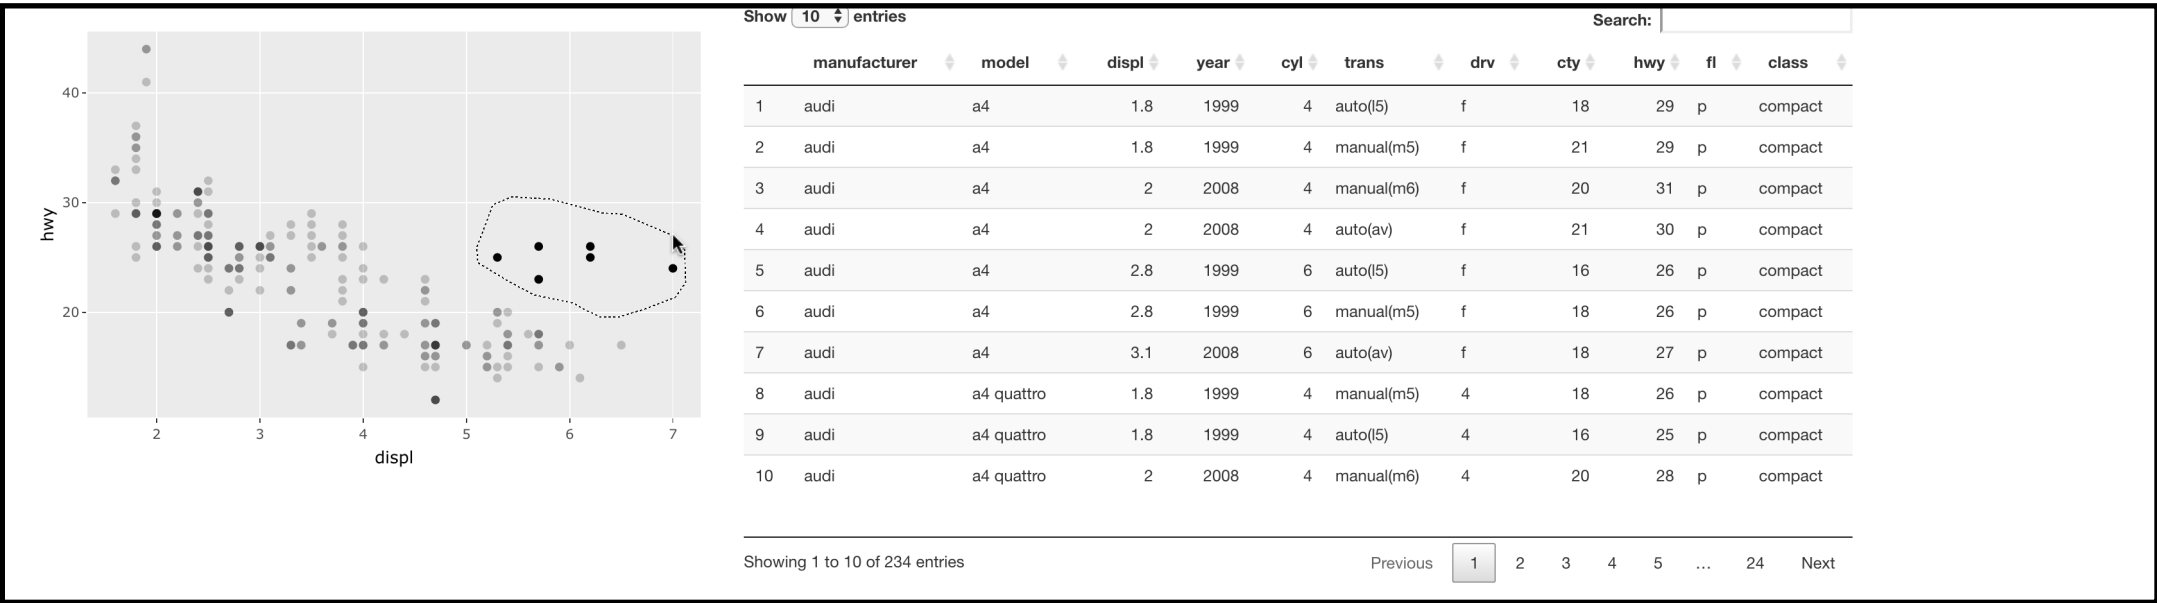 Show 10 entries
Search:
manufacturer model displ year cyl trans drv cty hwy fl class
1 audi a4 1.8 1999 4 auto(l5) f 18 29 p compact
2 audi a4 1.8 1999 4 manual(m5) f 21 29 p compact
3 audi a4 2 2008 4 manual(m6) f 20 31 p compact
4 audi a4 2 2008 4 auto(av) f 21 30 p compact
5 audi a4 2.8 1999 6 auto(l5) f 16 26 p compact
6 audi a4 2.8 1999 6 manual(m5) f 18 26 p compact
7 audi a4 3.1 2008 6 auto(av) f 18 27 p compact
8 audi a4 quattro 1.8 1999 4 manual(m5) 4 18 26 p compact
9 audi a4 quattro 1.8 1999 4 auto(l5) 4 16 25 p compact
10 audi a4 quattro 2 2008 4 manual(m6) 4 20 28 p compact
Showing 1 to 10 of 234 entries
Previous 1 2 3 4 5 … 24 Next
40
30
20
hwy
2 3 4 5 6 7
displ